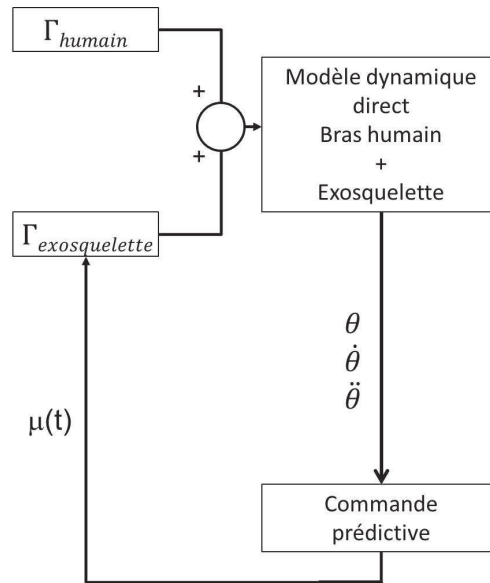 Γhumain
+
+
Γexosquelette
Modèle dynamique
direct
Bras humain
+
Exosquelette
θ
θ̇
θ̈
μ(t)
Commande
prédictive